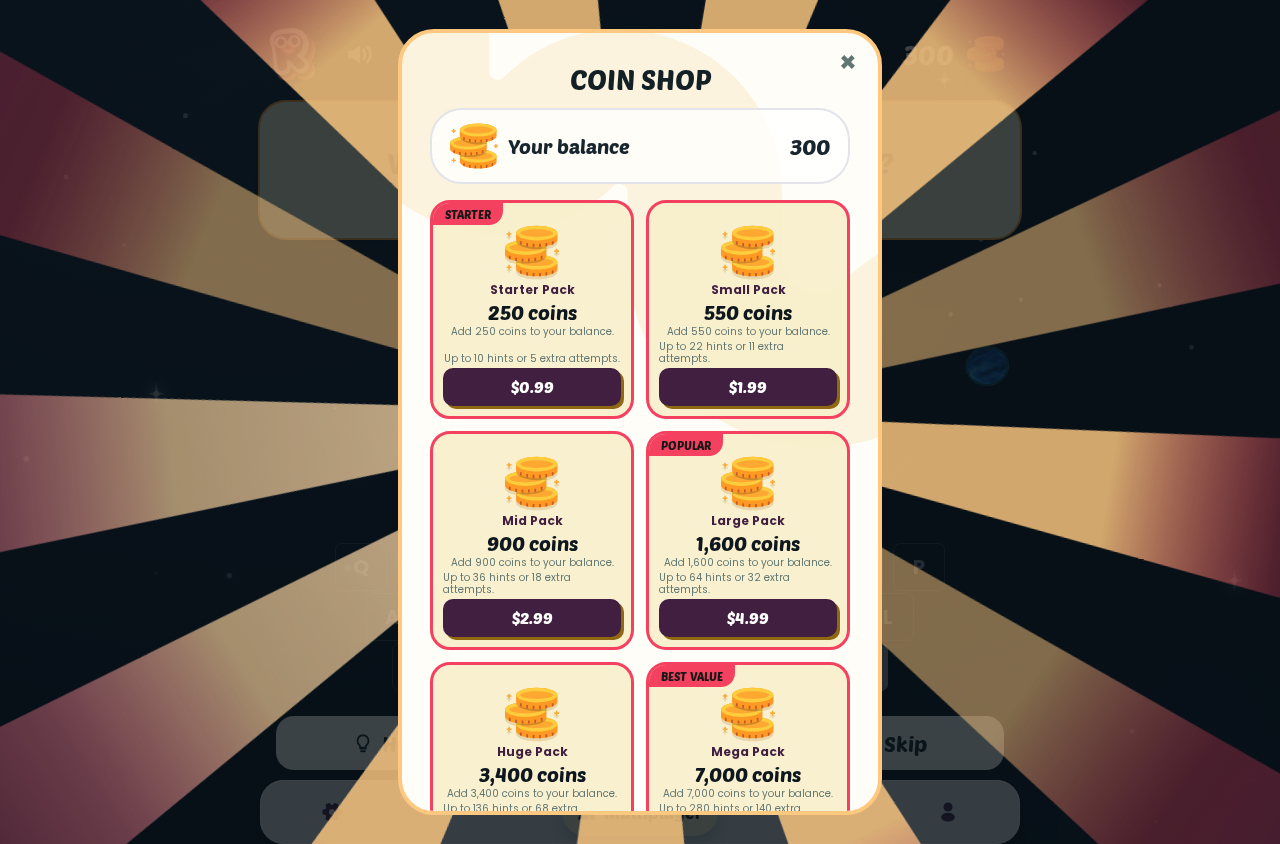 300
COIN SHOP
✖
Your balance
300
STARTER
Starter Pack
250 coins
Add 250 coins to your balance.
Up to 10 hints or 5 extra attempts.
$0.99
Small Pack
550 coins
Add 550 coins to your balance.
Up to 22 hints or 11 extra
attempts.
$1.99
Mid Pack
900 coins
Add 900 coins to your balance.
Up to 36 hints or 18 extra
attempts.
$2.99
POPULAR
Large Pack
1,600 coins
Add 1,600 coins to your balance.
Up to 64 hints or 32 extra
attempts.
$4.99
Huge Pack
3,400 coins
Add 3,400 coins to your balance.
Up to 136 hints or 68 extra
BEST VALUE
Mega Pack
7,000 coins
Add 7,000 coins to your balance.
Up to 280 hints or 140 extra
?
Q
P
A
L
Skip